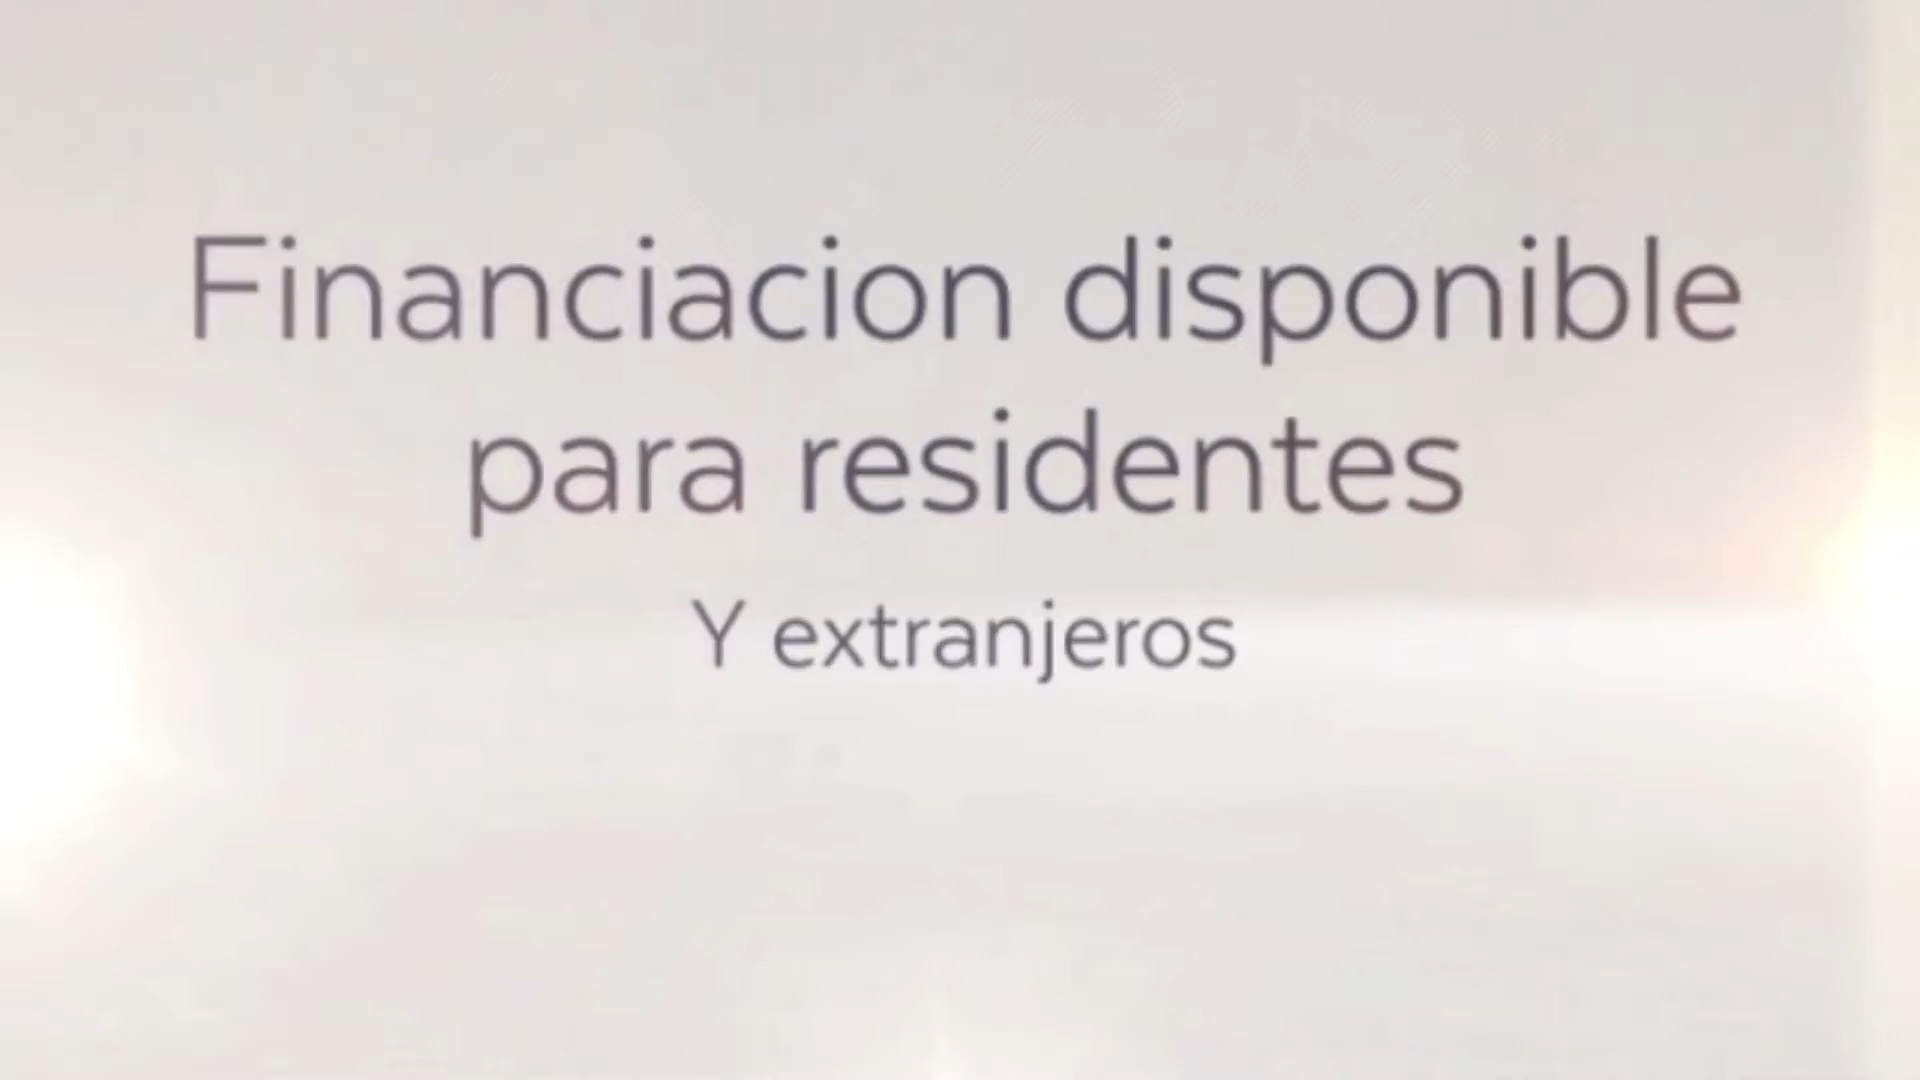 Financiacion disponible
para residentes
Y extranjeros